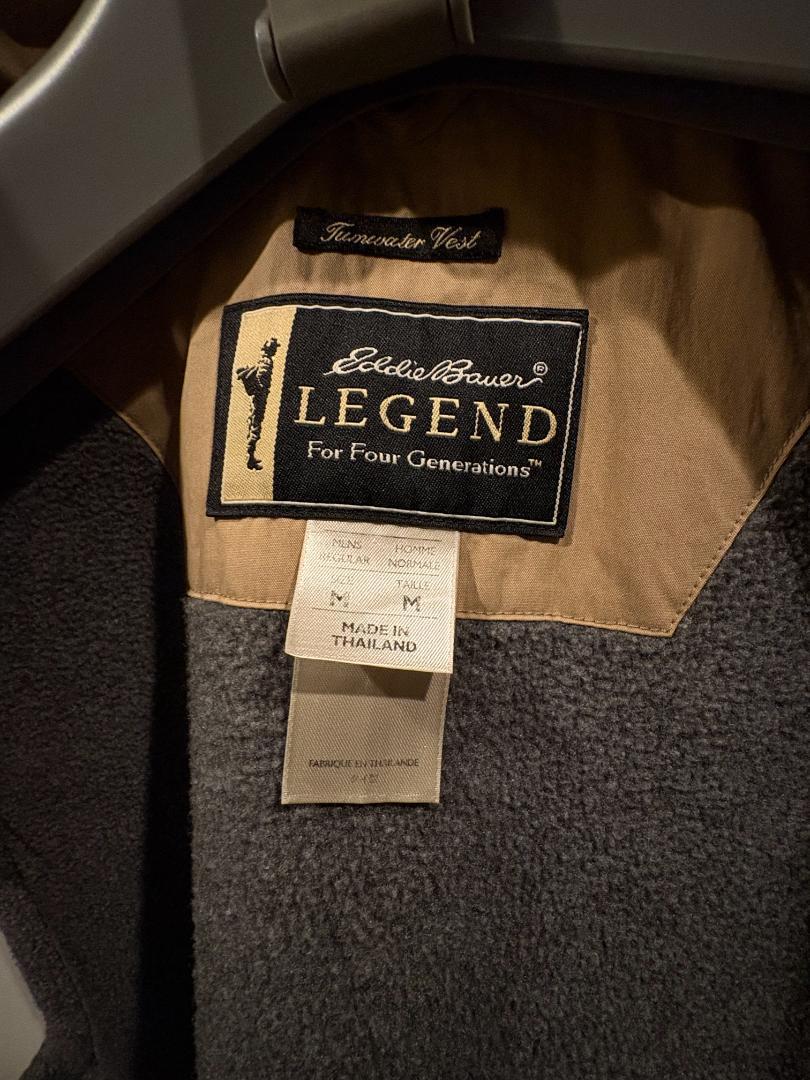 Tumwater Vest
Eddie Bauer®
LEGEND
For Four Generations™
MENS HOMME
REGULAR NORMALE
SIZE TAILLE
M M
MADE IN
THAILAND
FABRIQUE EN THAILANDE